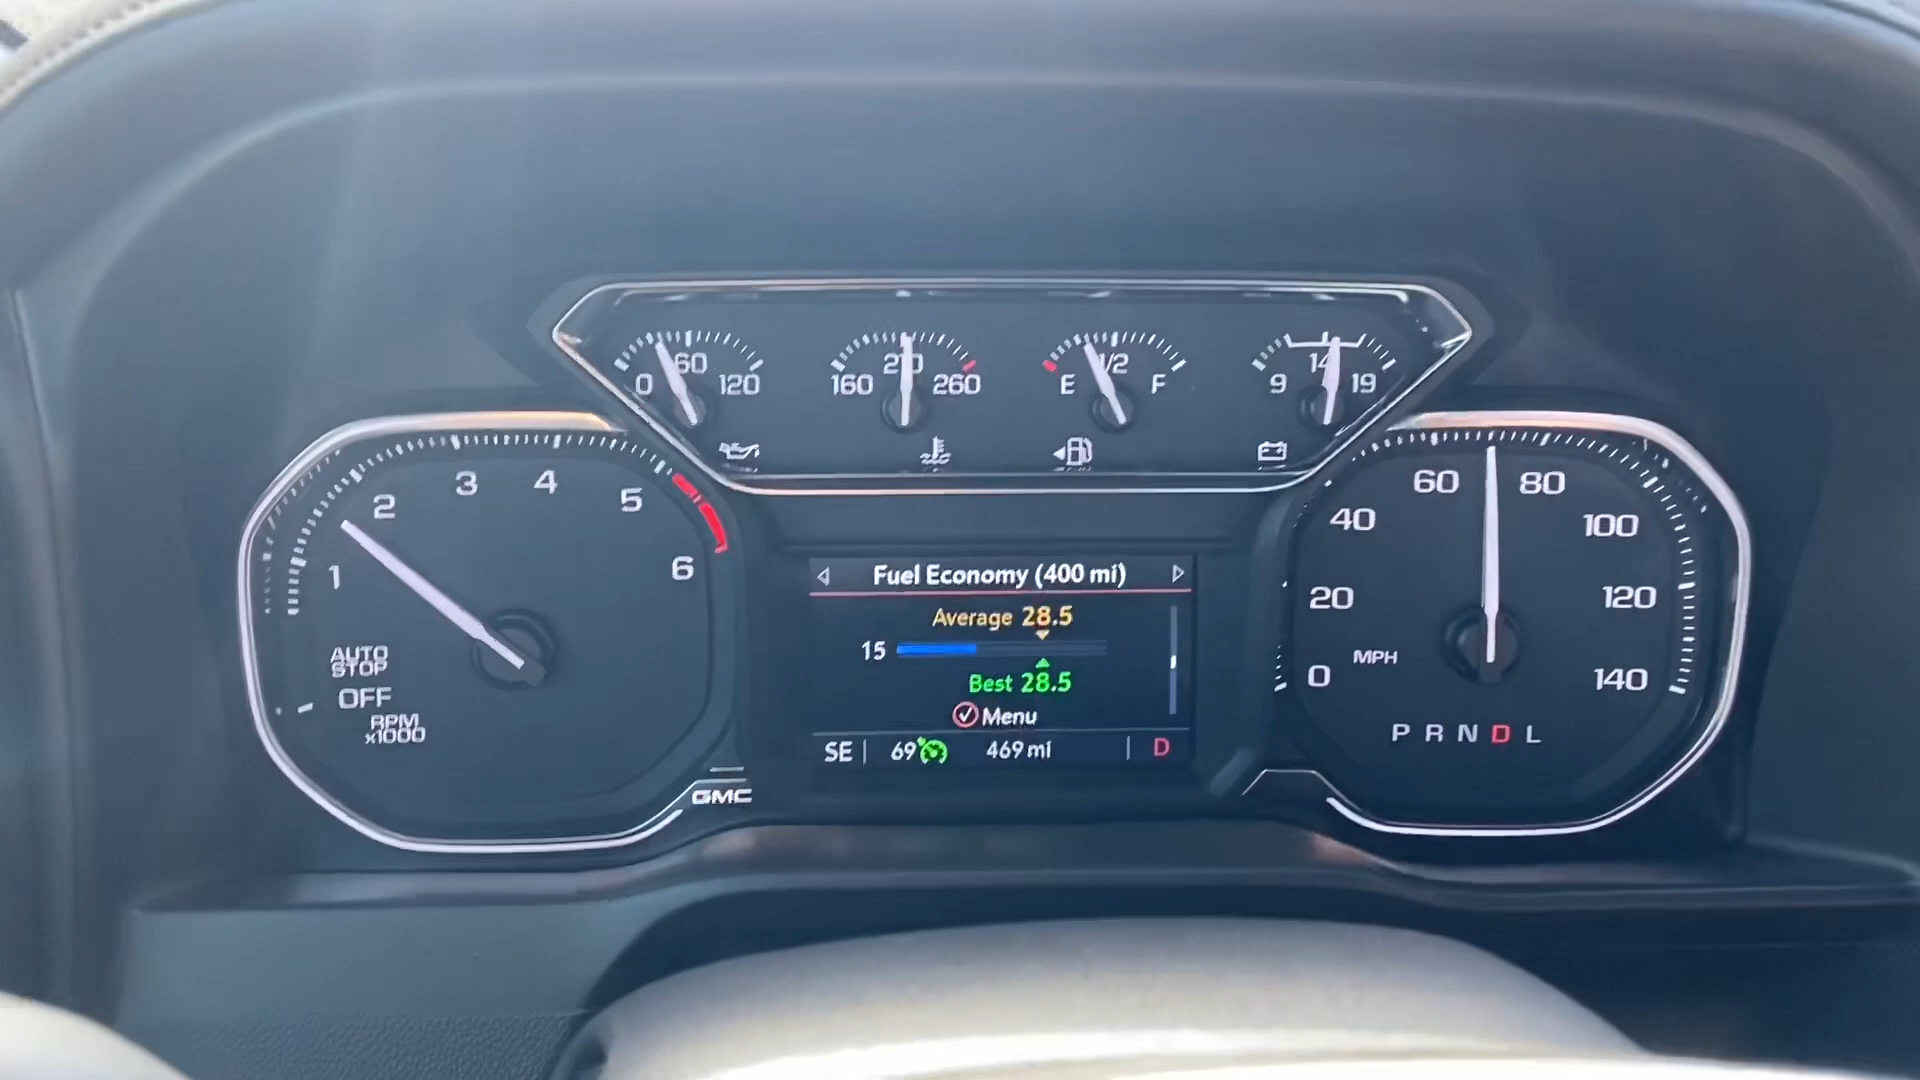 0 60 120
160 210 260
E 1/2 F
9 14 19
1 2 3 4 5 6
AUTO
STOP
OFF
RPM
x1000
GMC
Fuel Economy (400 mi)
Average 28.5
15
Best 28.5
Menu
SE 69 469 mi D
0 20 40 60 80 100 120 140
MPH
P R N D L